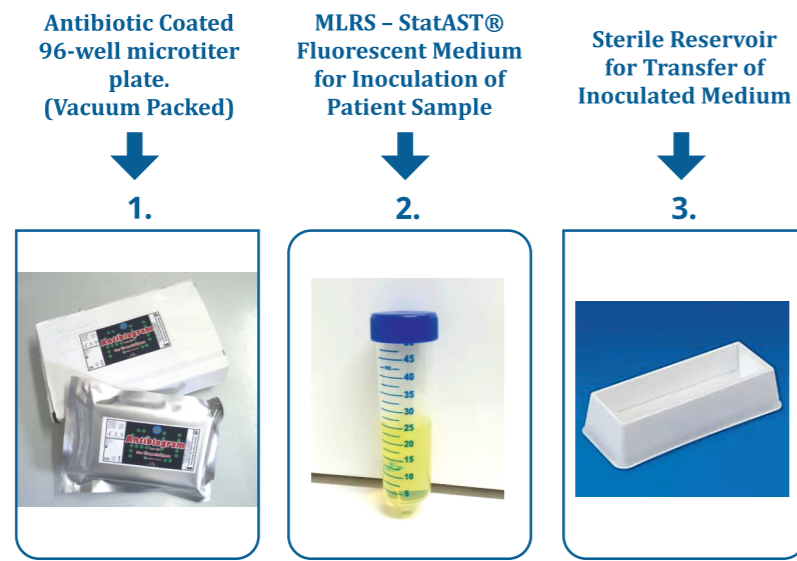 Antibiotic Coated
96-well microtiter
plate.
(Vacuum Packed)
MLRS – StatAST®
Fluorescent Medium
for Inoculation of
Patient Sample
Sterile Reservoir
for Transfer of
Inoculated Medium
1.
2.
3.
Antibiogram
Antibiogram
45
40
35
30
25
20
15
10
5